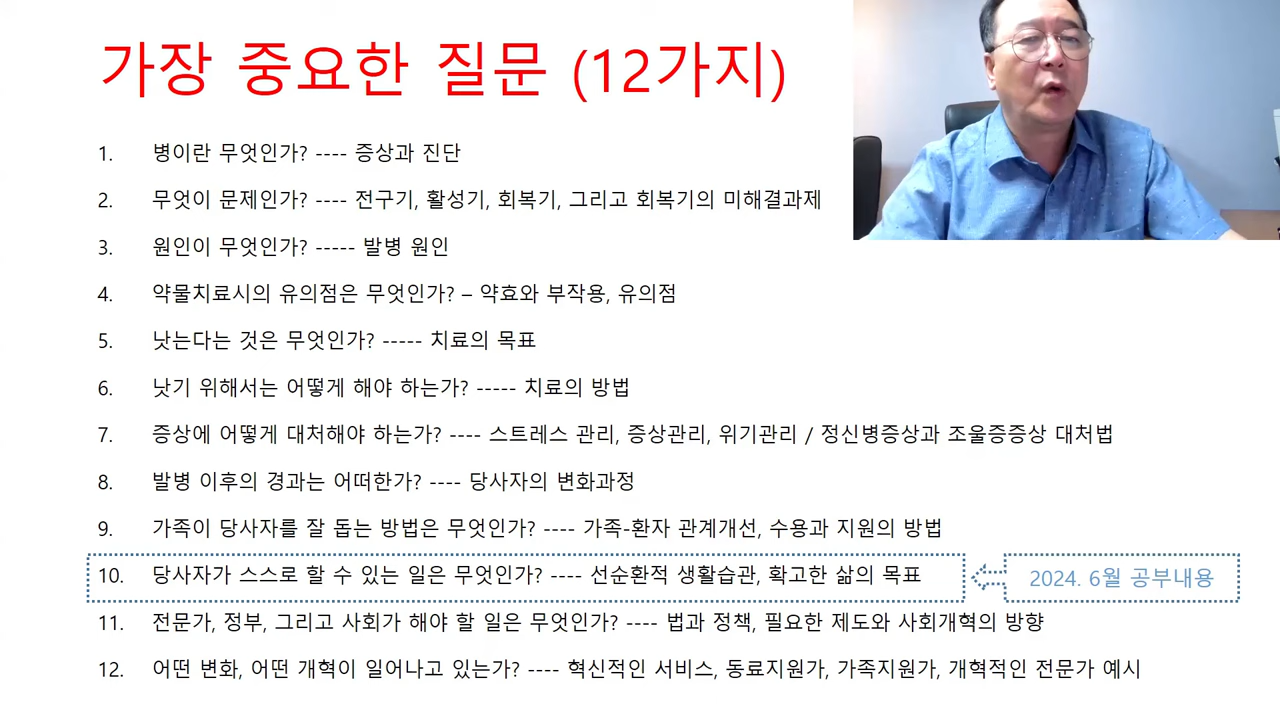 가장 중요한 질문 (12가지)
1. 병이란 무엇인가? ---- 증상과 진단
2. 무엇이 문제인가? ---- 전구기, 활성기, 회복기, 그리고 회복기의 미해결과제
3. 원인이 무엇인가? ----- 발병 원인
4. 약물치료시의 유의점은 무엇인가? – 약효와 부작용, 유의점
5. 낫는다는 것은 무엇인가? ----- 치료의 목표
6. 낫기 위해서는 어떻게 해야 하는가? ----- 치료의 방법
7. 증상에 어떻게 대처해야 하는가? ---- 스트레스 관리, 증상관리, 위기관리 / 정신병증상과 조울증증상 대처법
8. 발병 이후의 경과는 어떠한가? ---- 당사자의 변화과정
9. 가족이 당사자를 잘 돕는 방법은 무엇인가? ---- 가족-환자 관계개선, 수용과 지원의 방법
10. 당사자가 스스로 할 수 있는 일은 무엇인가? ---- 선순환적 생활습관, 확고한 삶의 목표
2024. 6월 공부내용
11. 전문가, 정부, 그리고 사회가 해야 할 일은 무엇인가? ---- 법과 정책, 필요한 제도와 사회개혁의 방향
12. 어떤 변화, 어떤 개혁이 일어나고 있는가? ---- 혁신적인 서비스, 동료지원가, 가족지원가, 개혁적인 전문가 예시